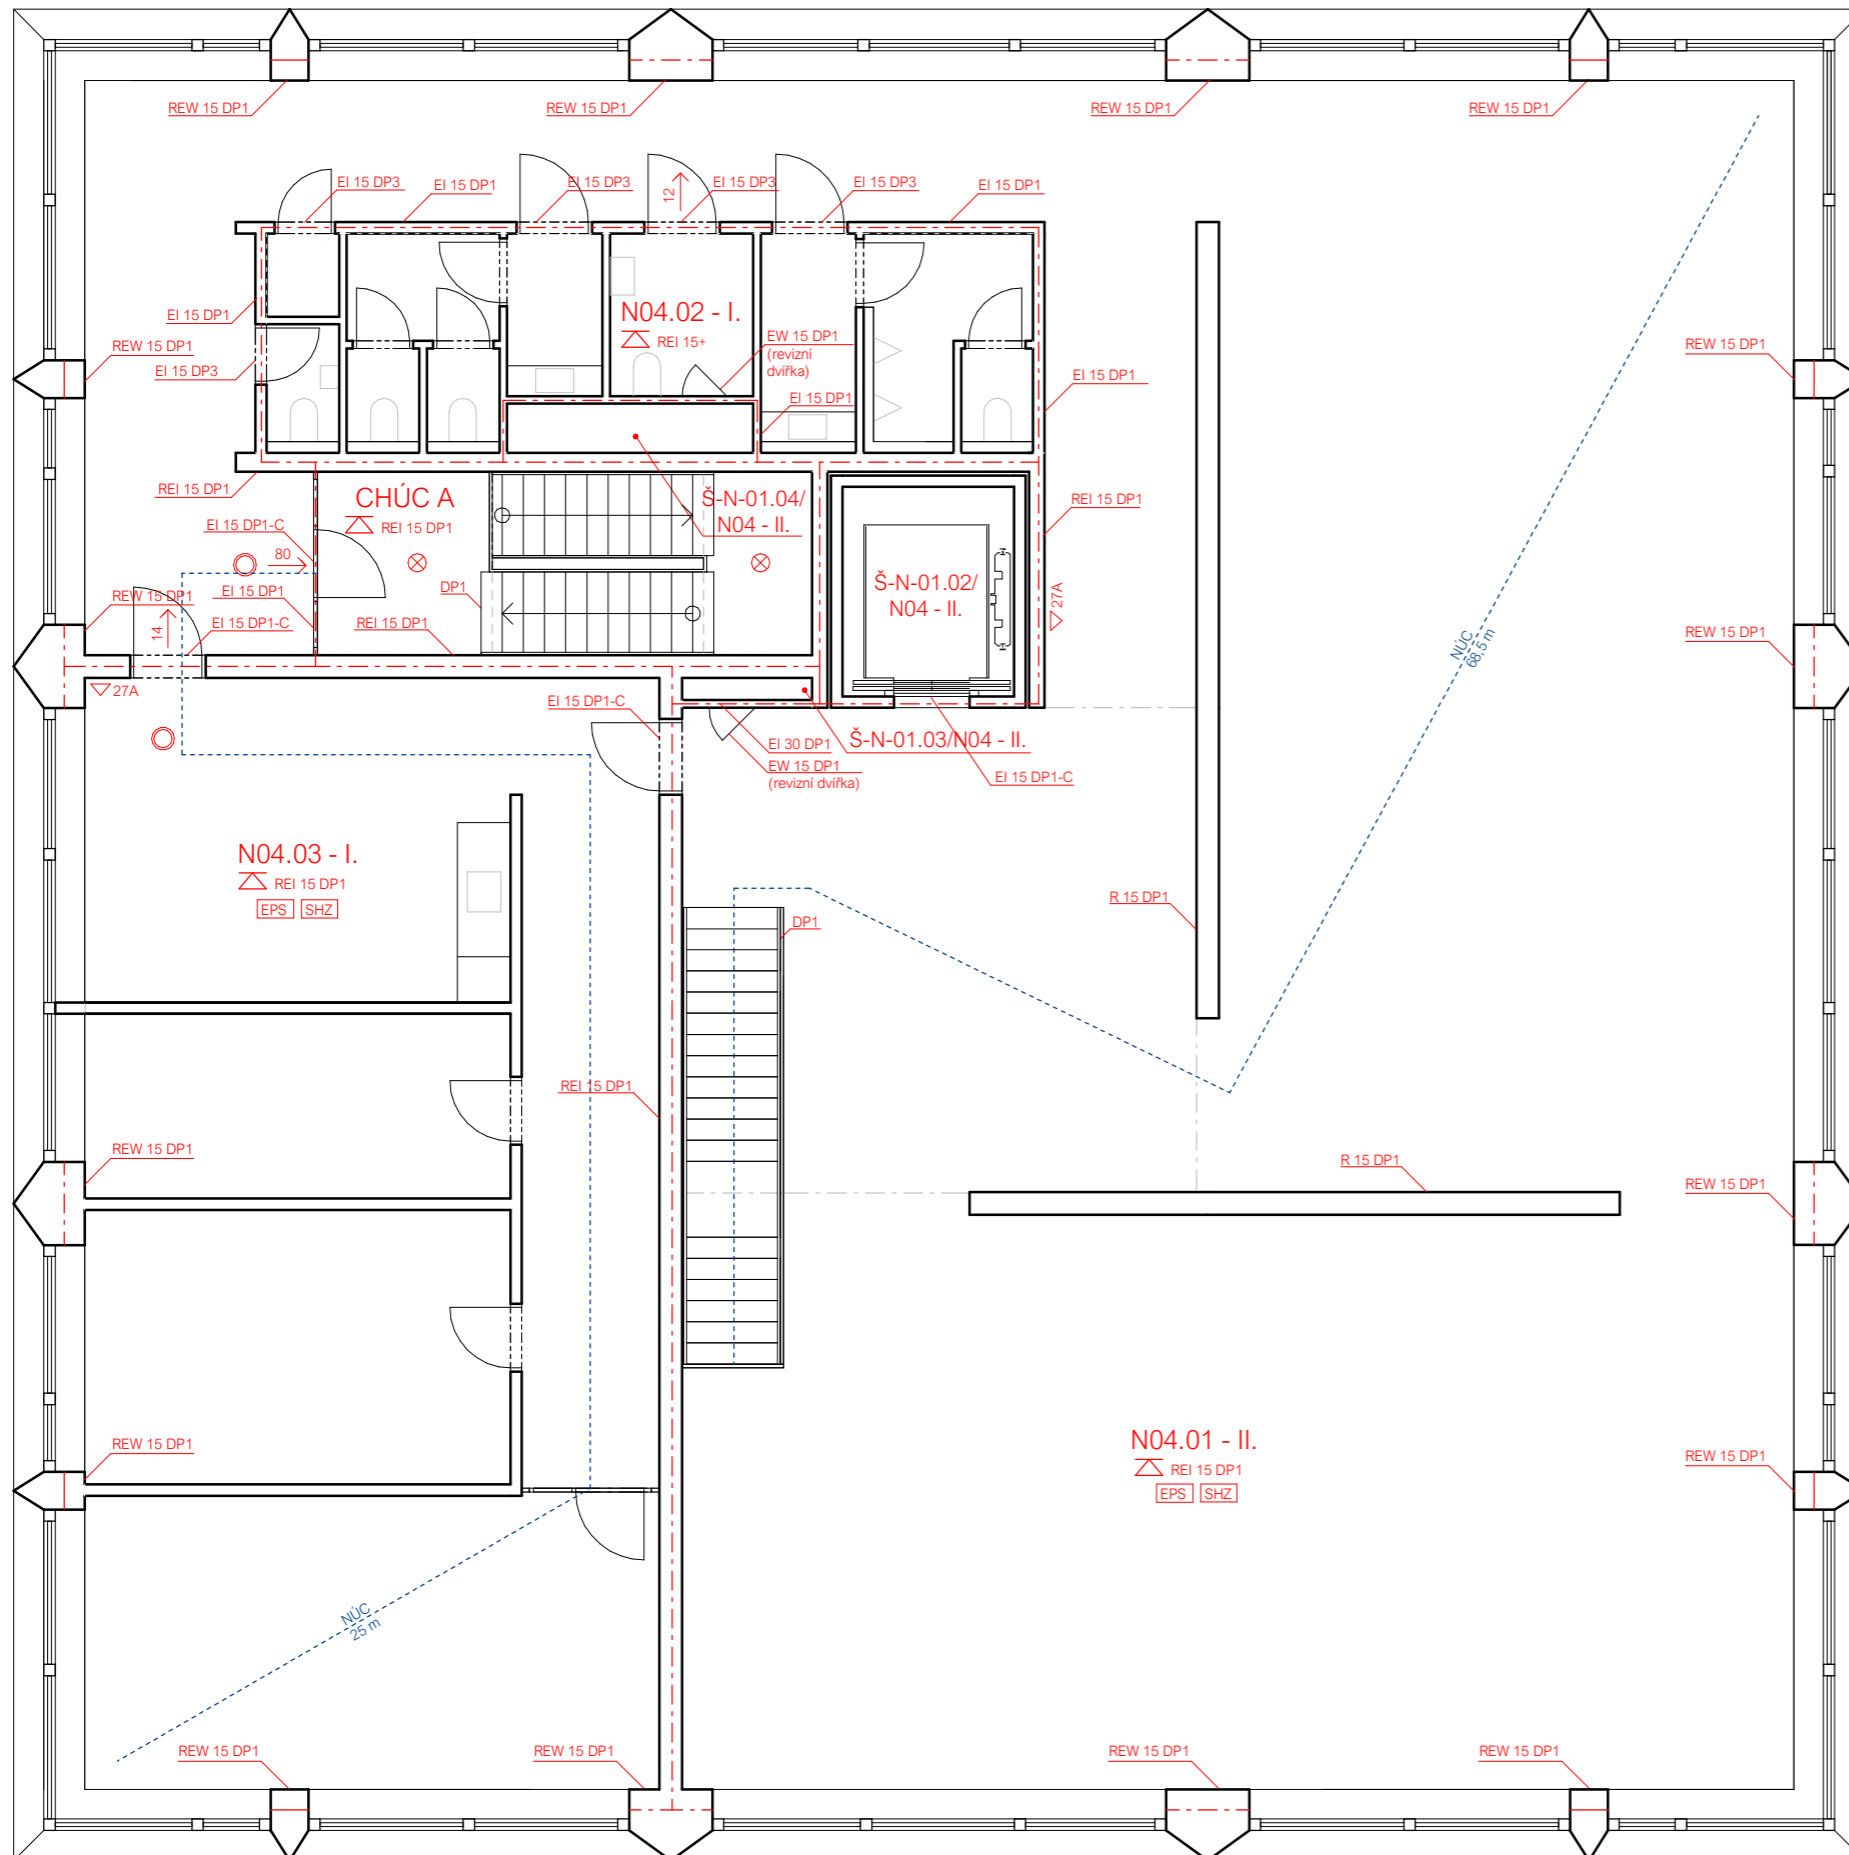 REW 15 DP1
REW 15 DP1
REW 15 DP1
REW 15 DP1
EI 15 DP3
EI 15 DP1
EI 15 DP3
12
EI 15 DP3
EI 15 DP3
EI 15 DP1
N04.02 - I.
REI 15+
EW 15 DP1
(revizní
dvířka)
EI 15 DP1
REW 15 DP1
EI 15 DP3
REW 15 DP1
EI 15 DP1
EI 15 DP1
REI 15 DP1
CHÚC A
REI 15 DP1
Š-N-01.04/
N04 - II.
REI 15 DP1
EI 15 DP1-C
80
EI 15 DP1
DP1
Š-N-01.02/
N04 - II.
27A
REW 15 DP1
14
EI 15 DP1-C
REI 15 DP1
REW 15 DP1
NÚC
68,5 m
27A
EI 15 DP1-C
EI 30 DP1
Š-N-01.03/N04 - II.
EW 15 DP1
(revizní dvířka)
EI 15 DP1-C
N04.03 - I.
REI 15 DP1
EPS SHZ
R 15 DP1
DP1
REI 15 DP1
REW 15 DP1
R 15 DP1
REW 15 DP1
REW 15 DP1
N04.01 - II.
REI 15 DP1
EPS SHZ
REW 15 DP1
NÚC
25 m
REW 15 DP1
REW 15 DP1
REW 15 DP1
REW 15 DP1